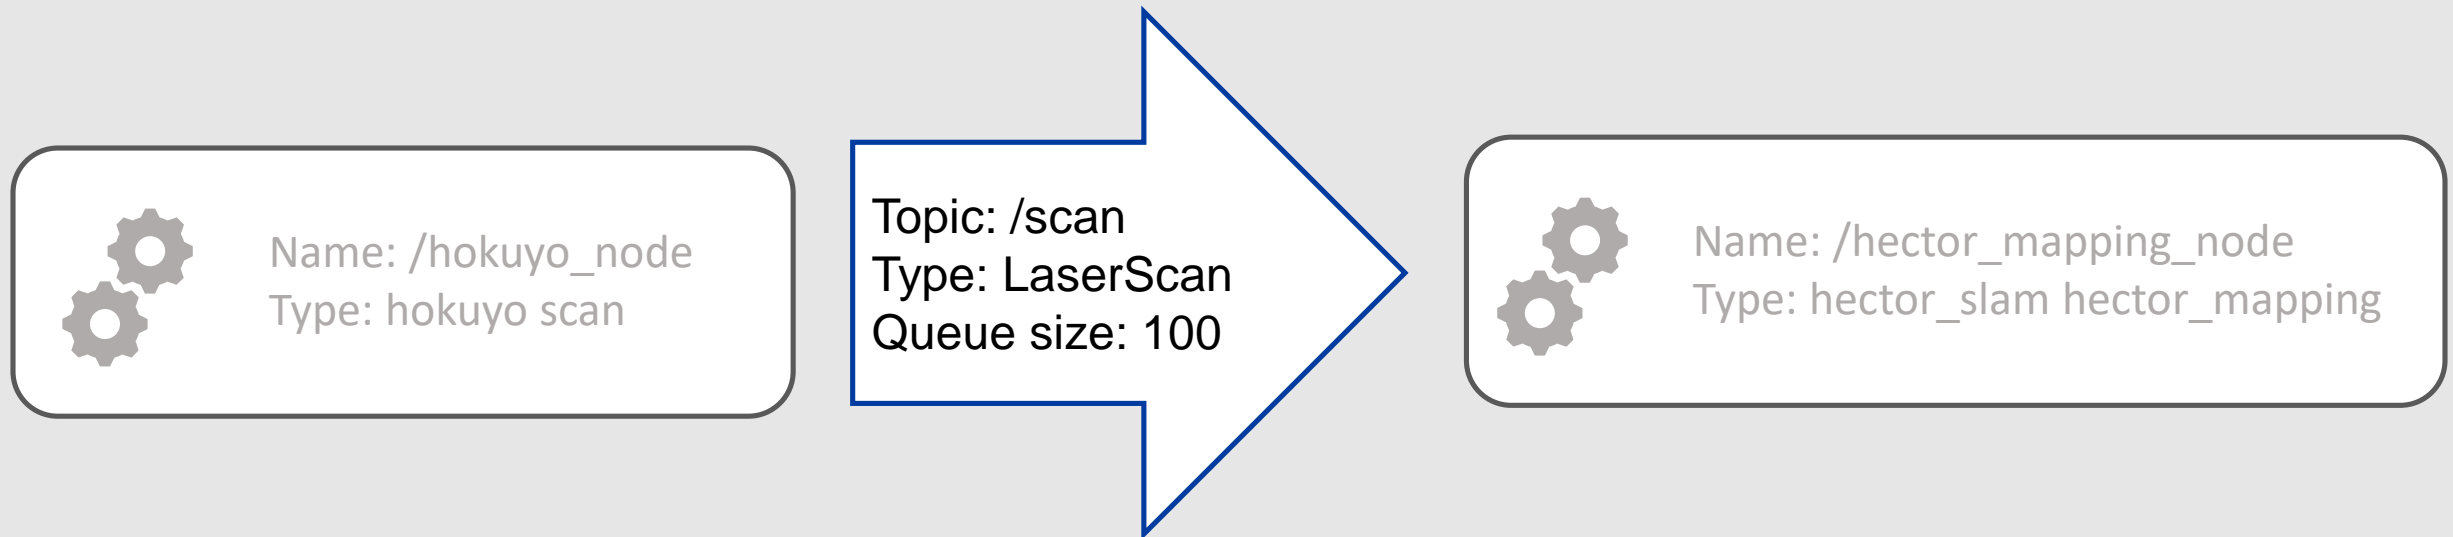 Name: /hokuyo_node
Type: hokuyo scan
Topic: /scan
Type: LaserScan
Queue size: 100
Name: /hector_mapping_node
Type: hector_slam hector_mapping